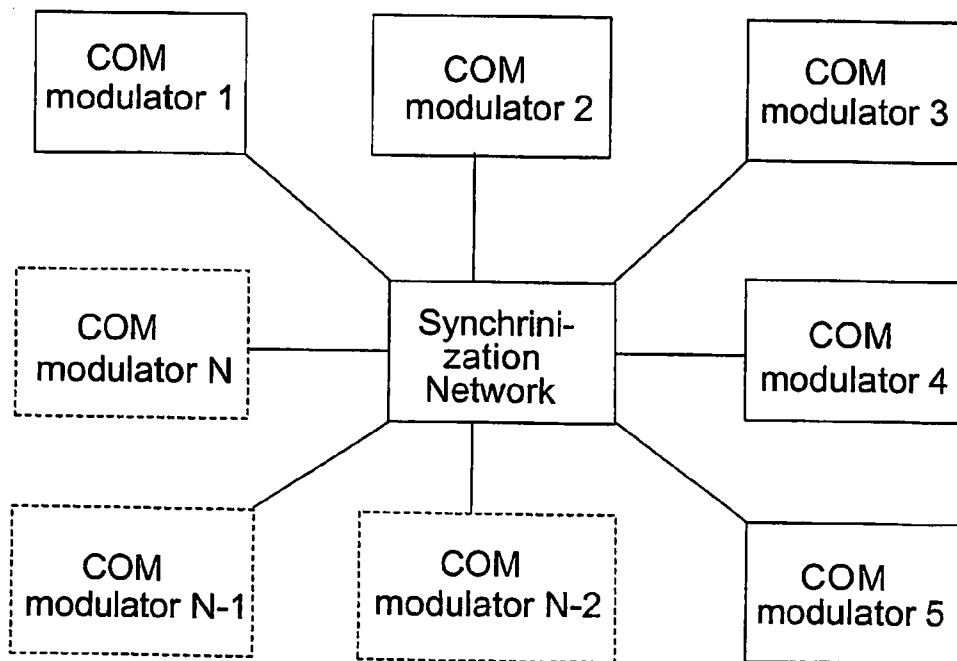 COM
modulator 1
COM
modulator 2
COM
modulator 3
COM
modulator N
Synchrini-
zation
Network
COM
modulator 4
COM
modulator N-1
COM
modulator N-2
COM
modulator 5